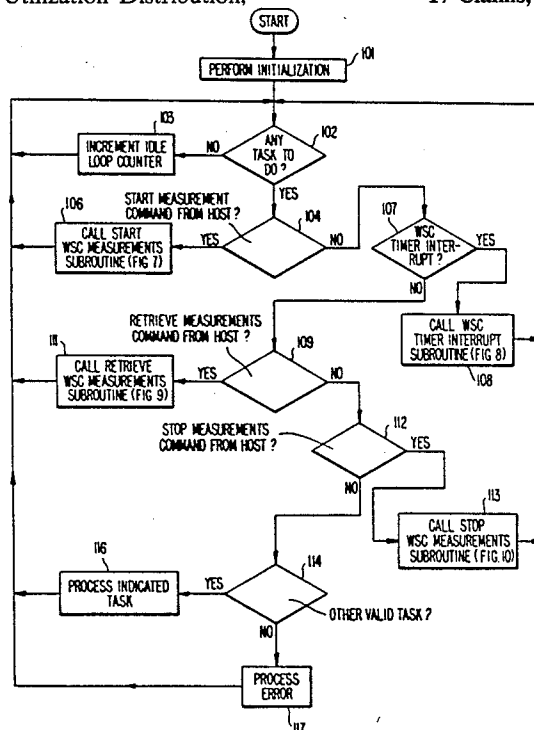 Utilization Distribution, 17 Claims,
START
101
PERFORM INITIALIZATION
103
INCREMENT IDLE
LOOP COUNTER
NO
ANY
TASK TO
DO?
102
YES
START MEASUREMENT
COMMAND FROM HOST?
104
106
CALL START
WSC MEASUREMENTS
SUBROUTINE (FIG 7)
YES
NO
107
WSC
TIMER INTER-
RUPT?
YES
NO
CALL WSC
TIMER INTERRUPT
SUBROUTINE (FIG 8)
108
RETRIEVE MEASUREMENTS
COMMAND FROM HOST?
109
111
CALL RETRIEVE
WSC MEASUREMENTS
SUBROUTINE (FIG 9)
YES
NO
STOP MEASUREMENTS
COMMAND FROM HOST?
112
YES
NO
113
CALL STOP
WSC MEASUREMENTS
SUBROUTINE (FIG.10)
116
PROCESS INDICATED
TASK
YES
114
OTHER VALID TASK?
NO
PROCESS
ERROR
117